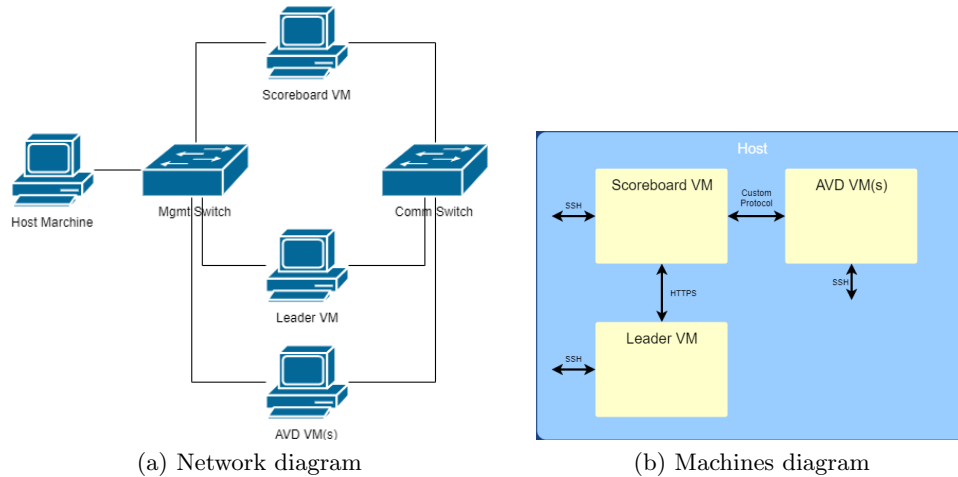 Scoreboard VM
Host Marchine
Mgmt Switch
Comm Switch
Leader VM
AVD VM(s)
(a) Network diagram
Host
Scoreboard VM
AVD VM(s)
SSH
Custom
Protocol
SSH
HTTPS
Leader VM
SSH
(b) Machines diagram